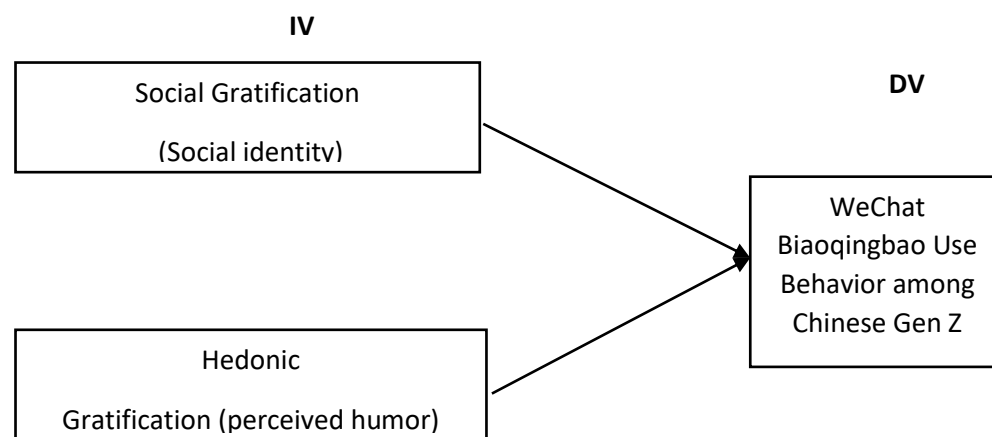 IV
Social Gratification
(Social identity)
DV
WeChat
Biaoqingbao Use
Behavior among
Chinese Gen Z
Hedonic
Gratification (perceived humor)